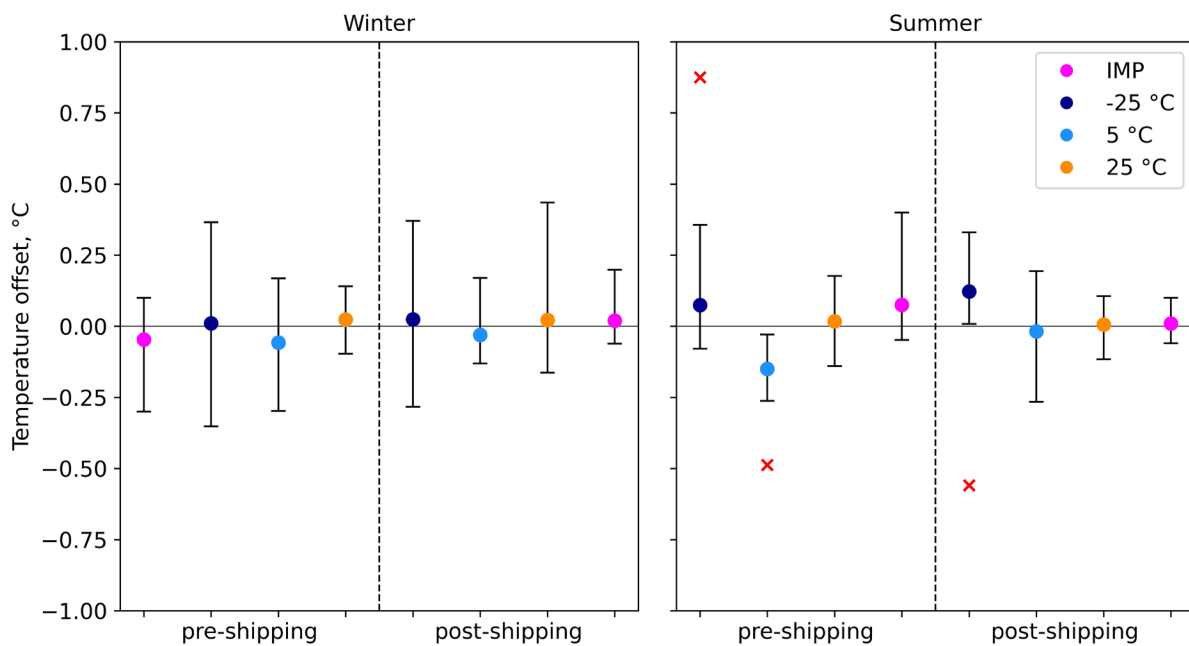 Winter
Summer
Temperature offset, °C
1.00
0.75
0.50
0.25
0.00
−0.25
−0.50
−0.75
−1.00
IMP
-25 °C
5 °C
25 °C
pre-shipping
post-shipping
pre-shipping
post-shipping